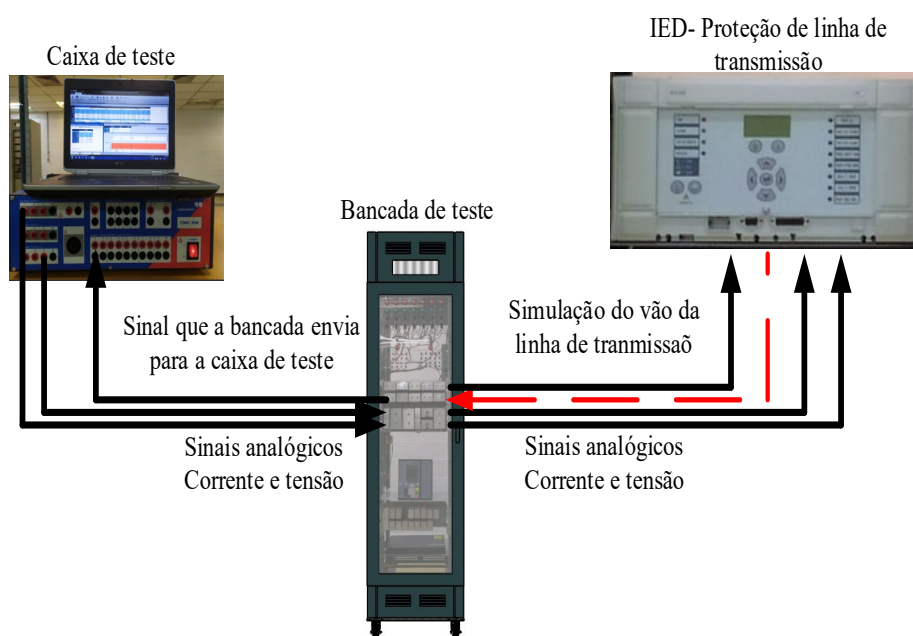 IED- Proteção de linha de
transmissão
Caixa de teste
Bancada de teste
Sinal que a bancada envia
para a caixa de teste
Simulação do vão da
linha de tranmissaõ
Sinais analógicos
Corrente e tensão
Sinais analógicos
Corrente e tensão